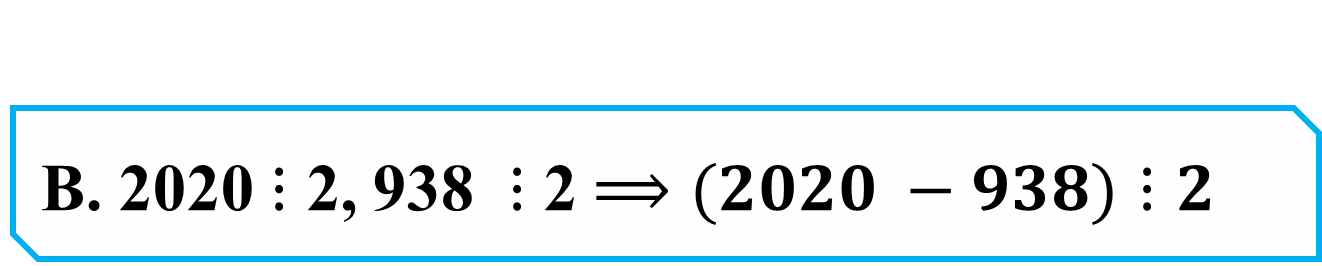 B. 2020 ⋮ 2, 938 ⋮ 2 ⟹ (2020 − 938) ⋮ 2